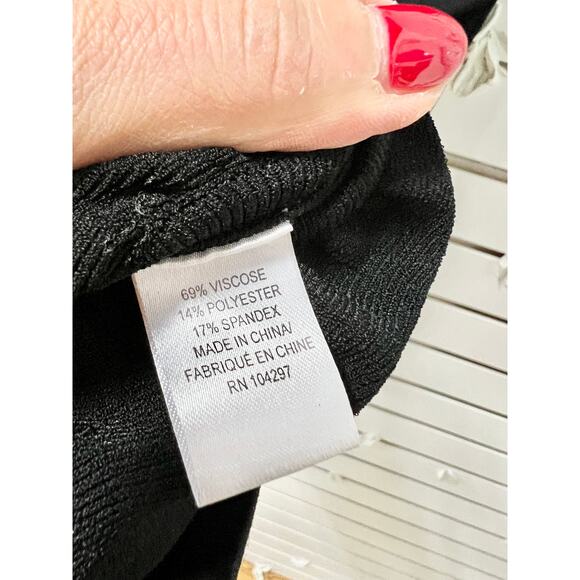 69% VISCOSE
14% POLYESTER
17% SPANDEX
MADE IN CHINA/
FABRIQUÉ EN CHINE
RN 104297